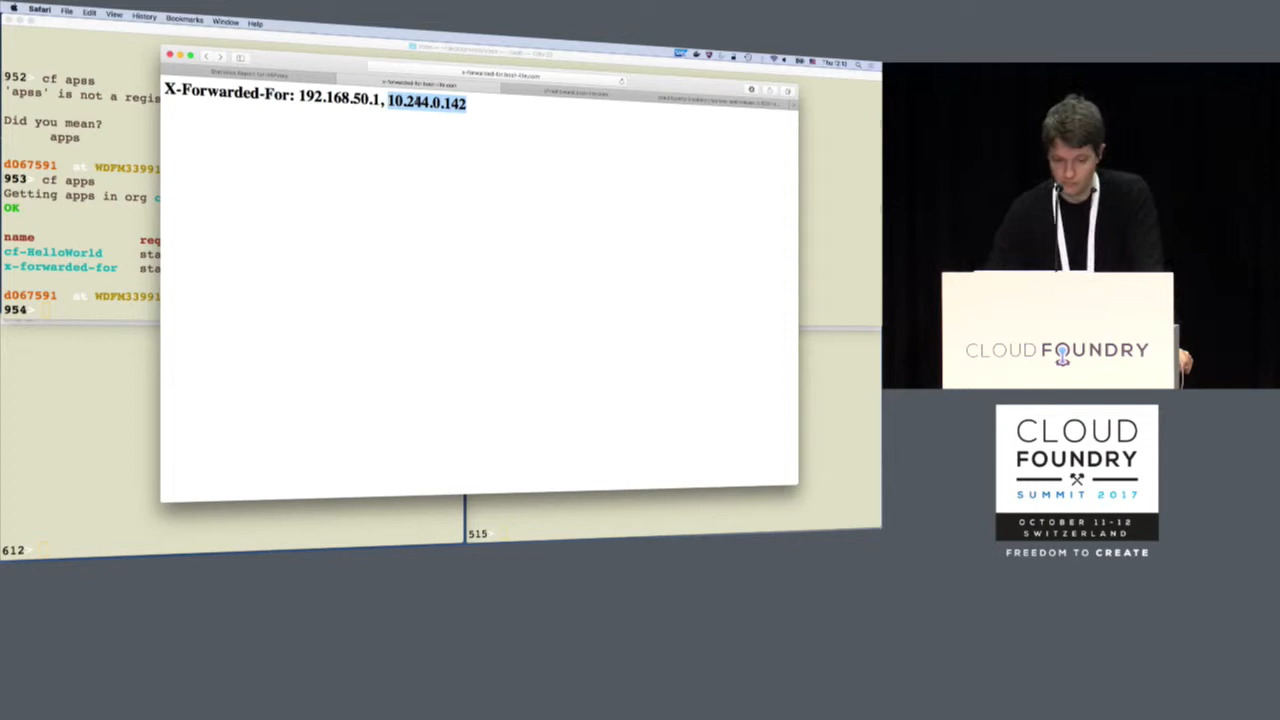 Safari File Edit View History Bookmarks Window Help
952> cf apss
'apss' is not a regis
Did you mean?
apps
d067591 at WDFM33991
953> cf apps
Getting apps in org
OK
name req
cf-HelloWorld sta
x-forwarded-for sta
d067591 at WDFM33991
954>
X-Forwarded-For: 192.168.50.1, 10.244.0.142
612>
515>
CLOUD FOUNDRY
CLOUD
FOUNDRY
SUMMIT 2017
OCTOBER 11-12
SWITZERLAND
FREEDOM TO CREATE